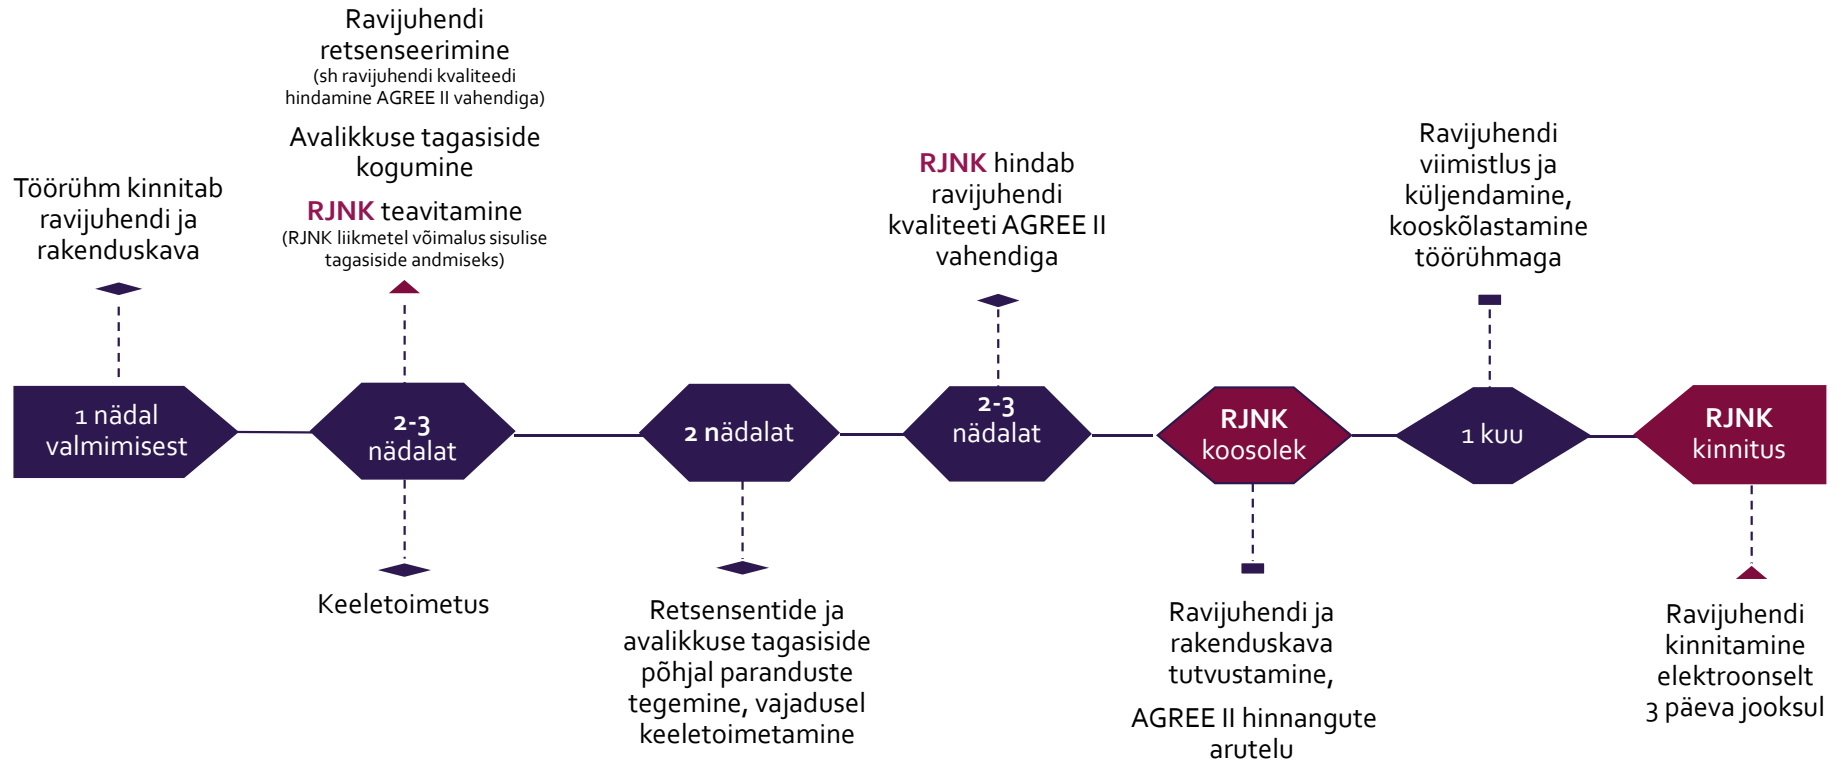 Töörühm kinnitab
ravijuhendi ja
rakenduskava
1 nädal
valmimisest
Ravijuhendi
retsenseerimine
(sh ravijuhendi kvaliteedi
hindamine AGREE II vahendiga)
Avalikkuse tagasiside
kogumine
RJNK teavitamine
(RJNK liikmetel võimalus sisulise
tagasiside andmiseks)
2-3
nädalat
Keeletoimetus
2 nädalat
Retsensentide ja
avalikkuse tagasiside
põhjal paranduste
tegemine, vajadusel
keeletoimetamine
RJNK hindab
ravijuhendi
kvaliteeti AGREE II
vahendiga
2-3
nädalat
RJNK
koosolek
Ravijuhendi ja
rakenduskava
tutvustamine,
AGREE II hinnangute
arutelu
Ravijuhendi
viimistlus ja
küljendamine,
kooskõlastamine
töörühmaga
1 kuu
RJNK
kinnitus
Ravijuhendi
kinnitamine
elektroonselt
3 päeva jooksul